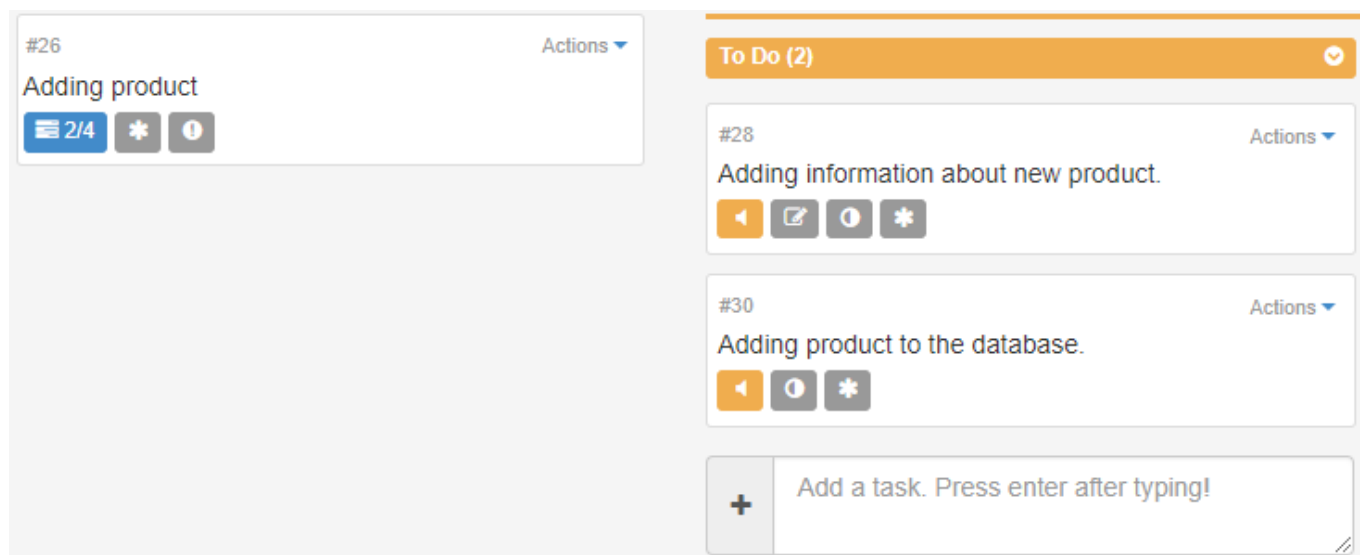 #26 Actions
Adding product
2/4
To Do (2)
#28 Actions
Adding information about new product.
#30 Actions
Adding product to the database.
Add a task. Press enter after typing!